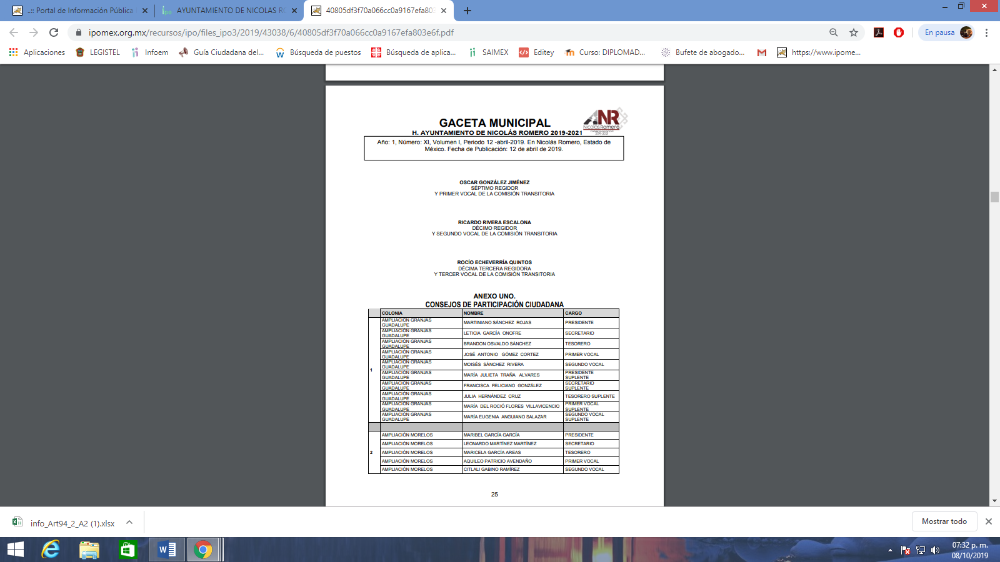 ..:: Portal de Información Pública
AYUNTAMIENTO DE NICOLAS RO
40805df3f70a066cc0a9167efa803
ipomex.org.mx/recursos/ipo/files_ipo3/2019/43038/6/40805df3f70a066cc0a9167efa803e6f.pdf
En pausa
Aplicaciones
LEGISTEL
Infoem
Guía Ciudadana del...
Búsqueda de puestos
Búsqueda de aplica...
SAIMEX
Editey
Curso: DIPLOMAD...
Bufete de abogado...
https://www.ipome...
GACETA MUNICIPAL
ANR
Nicolás Romero
2019-2021
H. AYUNTAMIENTO DE NICOLÁS ROMERO 2019-2021
Año: 1, Número: XI, Volumen I, Periodo 12 -abril-2019. En Nicolás Romero, Estado de
México. Fecha de Publicación: 12 de abril de 2019.
OSCAR GONZÁLEZ JIMÉNEZ
SÉPTIMO REGIDOR
Y PRIMER VOCAL DE LA COMISIÓN TRANSITORIA
RICARDO RIVERA ESCALONA
DÉCIMO REGIDOR
Y SEGUNDO VOCAL DE LA COMISIÓN TRANSITORIA
ROCÍO ECHEVERRÍA QUINTOS
DÉCIMA TERCERA REGIDORA
Y TERCER VOCAL DE LA COMISIÓN TRANSITORIA
ANEXO UNO.
CONSEJOS DE PARTICIPACIÓN CIUDADANA
COLONIA NOMBRE CARGO
1
AMPLIACIÓN GRANJAS GUADALUPE MARTINIANO SÁNCHEZ ROJAS PRESIDENTE
AMPLIACIÓN GRANJAS GUADALUPE LETICIA GARCÍA ONOFRE SECRETARIO
AMPLIACIÓN GRANJAS GUADALUPE BRANDON OSVALDO SÁNCHEZ TESORERO
AMPLIACIÓN GRANJAS GUADALUPE JOSÉ ANTONIO GÓMEZ CORTEZ PRIMER VOCAL
AMPLIACIÓN GRANJAS GUADALUPE MOISÉS SÁNCHEZ RIVERA SEGUNDO VOCAL
AMPLIACIÓN GRANJAS GUADALUPE MARÍA JULIETA TRAÑA ALVARES PRESIDENTE SUPLENTE
AMPLIACIÓN GRANJAS GUADALUPE FRANCISCA FELICIANO GONZÁLEZ SECRETARIO SUPLENTE
AMPLIACIÓN GRANJAS GUADALUPE JULIA HERNÁNDEZ CRUZ TESORERO SUPLENTE
AMPLIACIÓN GRANJAS GUADALUPE MARÍA DEL ROCIÓ FLORES VILLAVICENCIO PRIMER VOCAL SUPLENTE
AMPLIACIÓN GRANJAS GUADALUPE MARÍA EUGENIA ANGUIANO SALAZAR SEGUNDO VOCAL SUPLENTE
2
AMPLIACIÓN MORELOS MARIBEL GARCÍA GARCÍA PRESIDENTE
AMPLIACIÓN MORELOS LEONARDO MARTÍNEZ MARTÍNEZ SECRETARIO
AMPLIACIÓN MORELOS MARICELA GARCÍA AREAS TESORERO
AMPLIACIÓN MORELOS AQUILEO PATRICIO AVENDAÑO PRIMER VOCAL
AMPLIACIÓN MORELOS CITLALI GABINO RAMÍREZ SEGUNDO VOCAL
25
info_Art94_2_A2 (1).xlsx
Mostrar todo
07:32 p. m.
08/10/2019